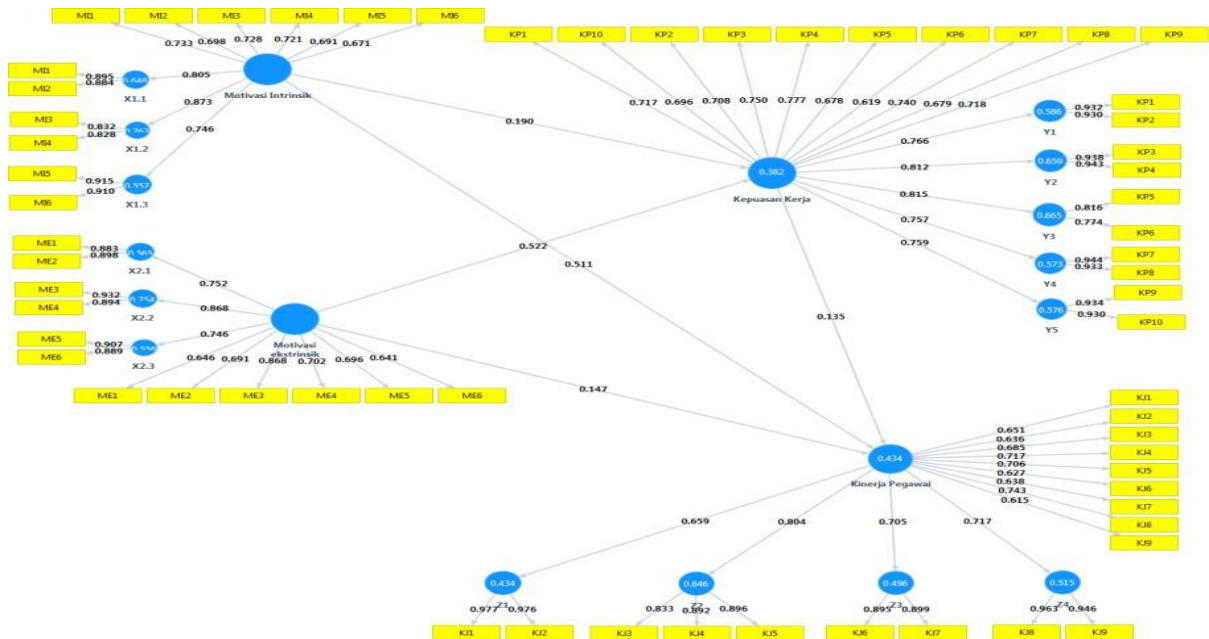 MI1 MI2 MI3 MI4 MI5 MI6
0.733 0.698 0.728 0.721 0.691 0.671
MI1
MI2
0.895
0.884
0.648
X1.1
0.805
Motivasi Intrinsik
MI3
MI4
0.832
0.828
X1.2
0.873
MI5
MI6
0.915
0.910
0.557
X1.3
0.746
KP1 KP10 KP2 KP3 KP4 KP5 KP6 KP7 KP8 KP9
0.717 0.696 0.708 0.750 0.777 0.678 0.619 0.740 0.679 0.718
0.190
0.382
Kepuasan Kerja
0.766
0.586
Y1
0.932
0.930
KP1
KP2
0.812
0.659
Y2
0.938
0.943
KP3
KP4
0.815
0.665
Y3
0.816
0.774
KP5
KP6
0.757
0.573
Y4
0.944
0.933
KP7
KP8
0.759
0.576
Y5
0.934
0.930
KP9
KP10
0.522
0.511
0.135
ME1
ME2
0.883
0.898
0.565
X2.1
0.752
ME3
ME4
0.932
0.894
0.754
X2.2
0.868
ME5
ME6
0.907
0.889
X2.3
0.746
Motivasi
ekstrinsik
0.646 0.691 0.868 0.702 0.696 0.641
ME1 ME2 ME3 ME4 ME5 ME6
0.147
0.434
Kinerja Pegawai
0.651
0.636
0.685
0.717
0.706
0.627
0.638
0.743
0.615
KJ1
KJ2
KJ3
KJ4
KJ5
KJ6
KJ7
KJ8
KJ9
0.659 0.804 0.705 0.717
0.434 0.646 0.496 0.515
Z1 Z2 Z3 Z4
0.977 0.976 0.833 0.892 0.896 0.895 0.899 0.963 0.946
KJ1 KJ2 KJ3 KJ4 KJ5 KJ6 KJ7 KJ8 KJ9